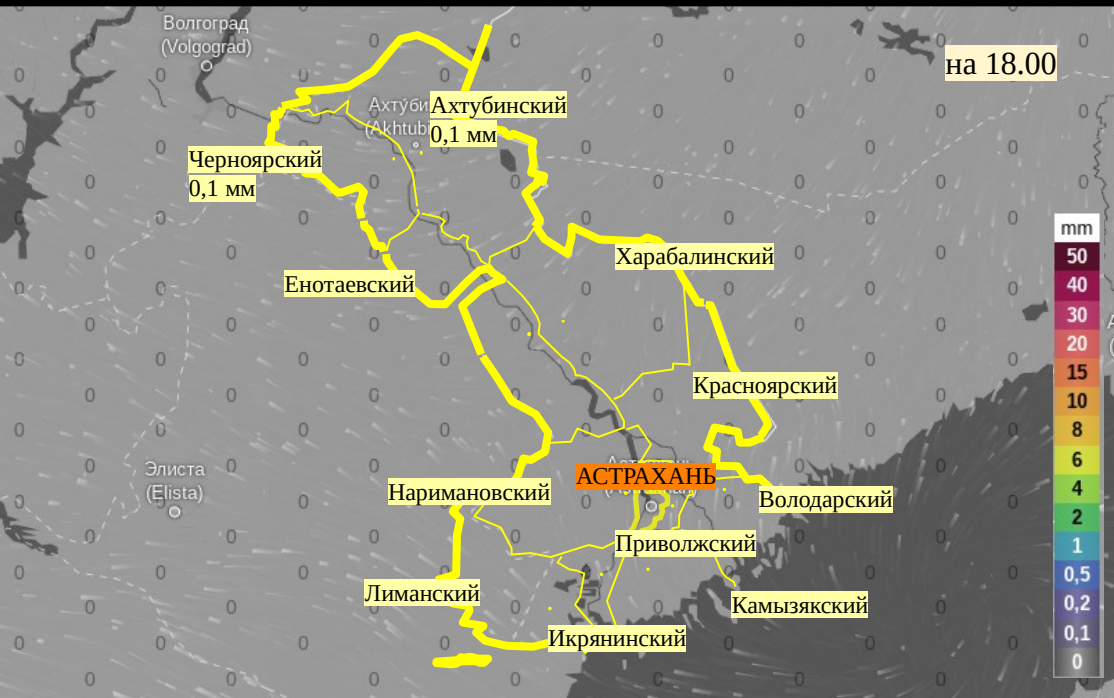 Волгоград
(Volgograd)
на 18.00
Ахтуби
(Akhtub
Ахтубинский
0,1 мм
Черноярский
0,1 мм
Харабалинский
Енотаевский
Красноярский
Элиста
(Elista)
АСТРАХАНЬ
Наримановский
Володарский
Приволжский
Лиманский
Камызякский
Икрянинский
mm
50
40
30
20
15
10
8
6
4
2
1
0,5
0,2
0,1
0